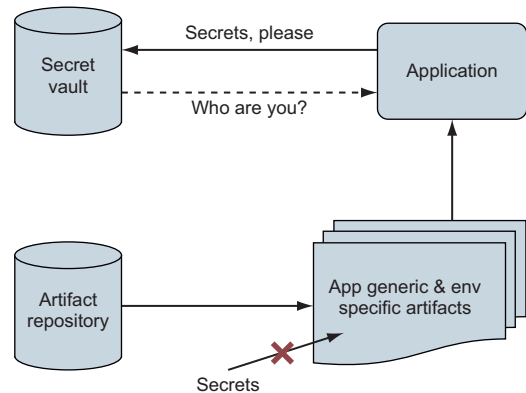 Secrets, please
Secret
vault
Application
Who are you?
Artifact
repository
App generic & env
specific artifacts
Secrets